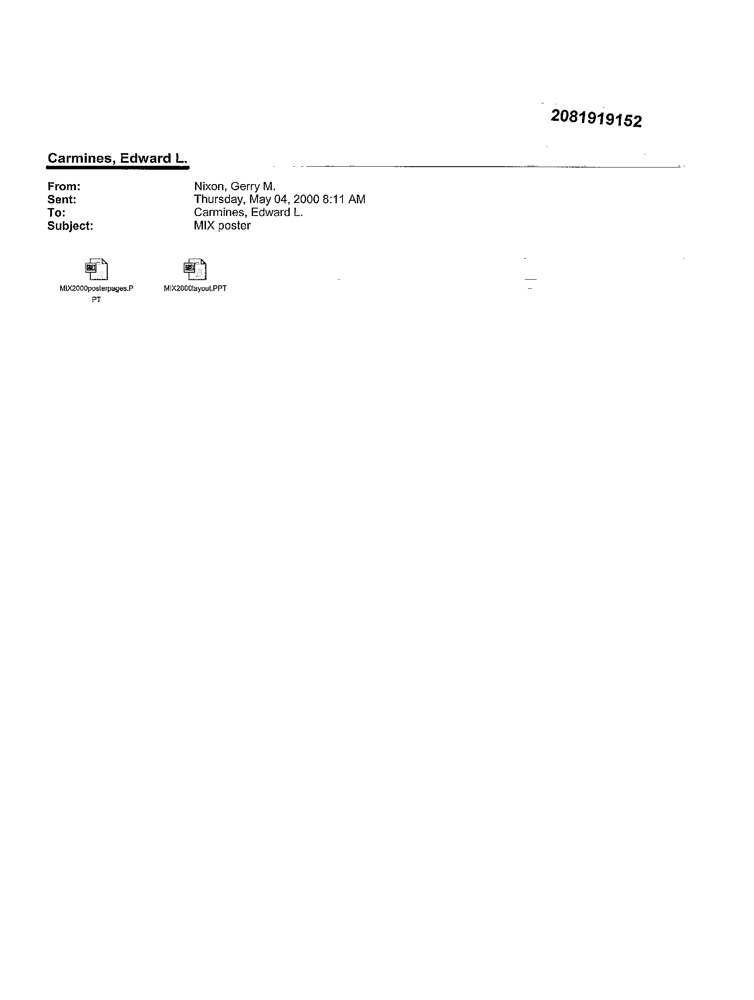 2081919152
Carmines, Edward L.
From: Nixon, Gerry M.
Sent: Thursday, May 04, 2000 8:11 AM
To: Carmines, Edward L.
Subject: MIX poster
MIX2000posterpages.P
PT
MIX2000layout.PPT